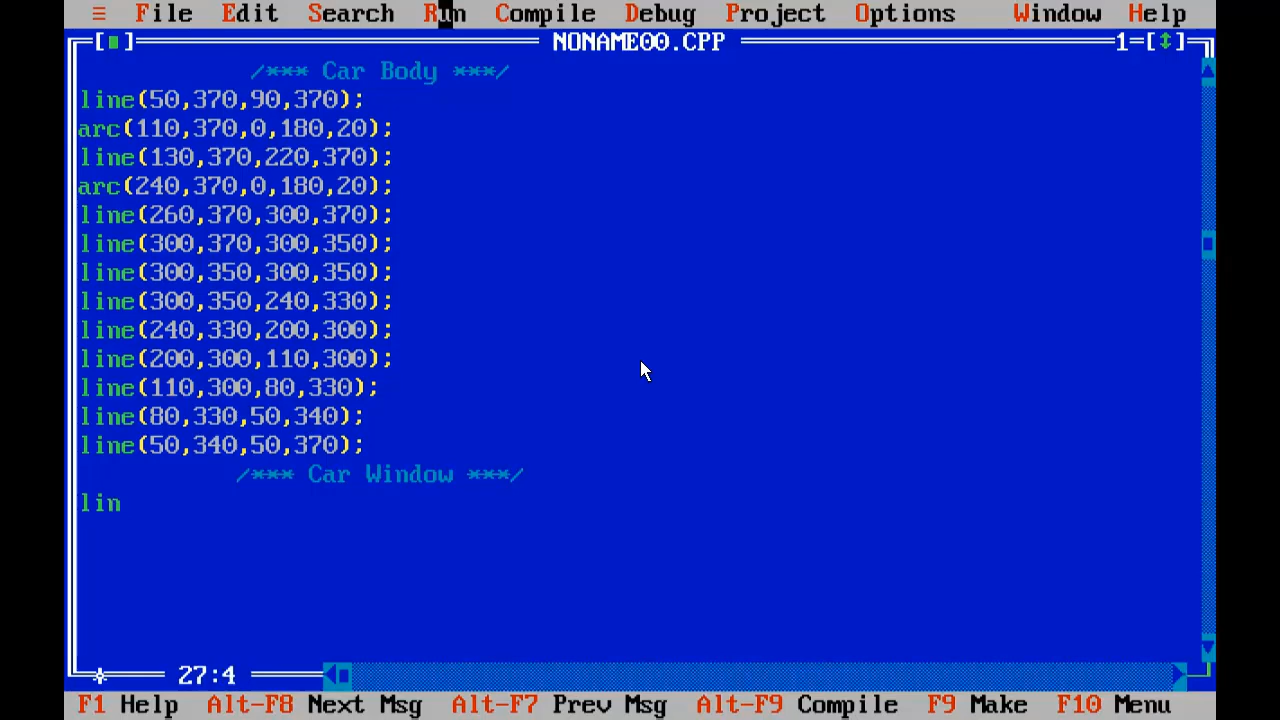 ≡ File Edit Search Run Compile Debug Project Options Window Help
[■] NONAME00.CPP 1=[↕]
/*** Car Body ***/
line(50,370,90,370);
arc(110,370,0,180,20);
line(130,370,220,370);
arc(240,370,0,180,20);
line(260,370,300,370);
line(300,370,300,350);
line(300,350,300,350);
line(300,350,240,330);
line(240,330,200,300);
line(200,300,110,300);
line(110,300,80,330);
line(80,330,50,340);
line(50,340,50,370);
/*** Car Window ***/
lin
27:4
F1 Help Alt-F8 Next Msg Alt-F7 Prev Msg Alt-F9 Compile F9 Make F10 Menu